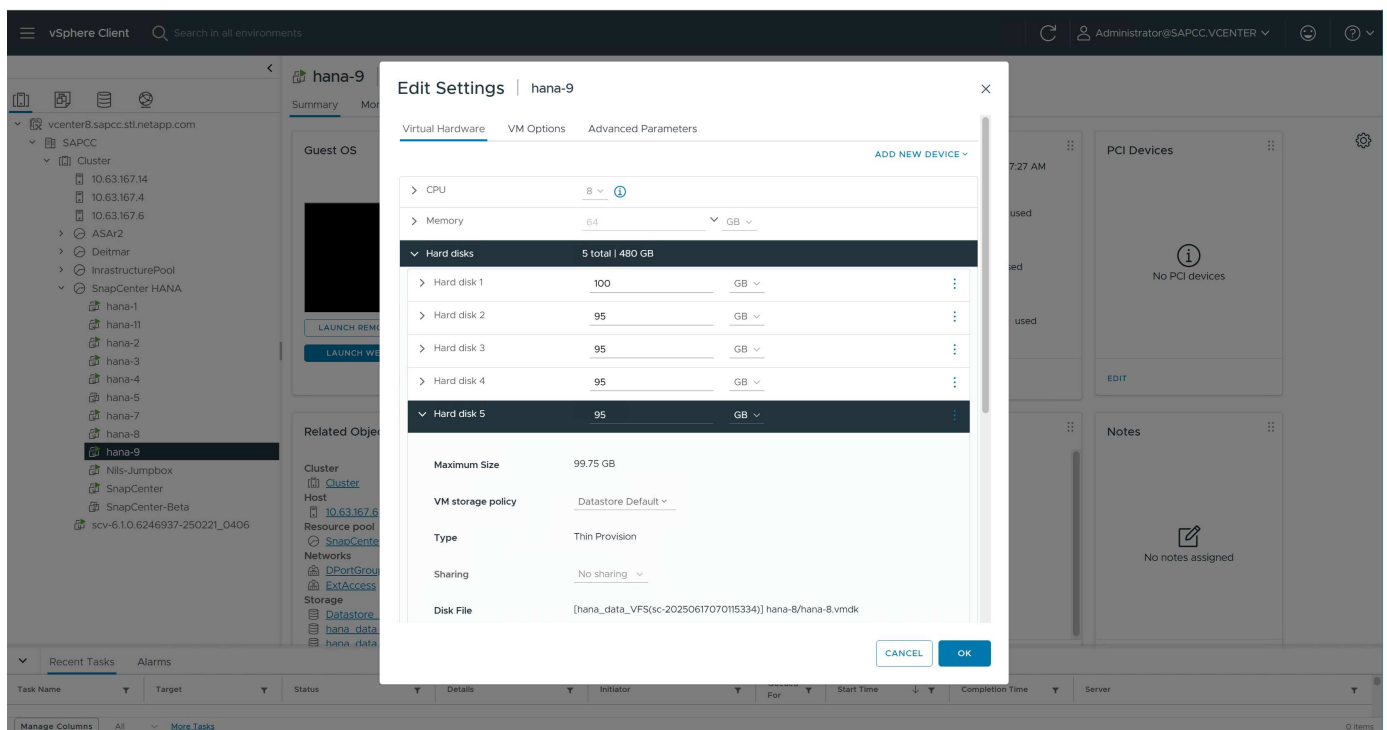 vSphere Client
Search in all environments
Administrator@SAPCC.VCENTER
vcenter8.sapcc.stl.netapp.com
SAPCC
Cluster
10.63.167.14
10.63.167.4
10.63.167.6
ASAr2
Deitmar
InrastructurePool
SnapCenter HANA
hana-1
hana-11
hana-2
hana-3
hana-4
hana-5
hana-7
hana-8
hana-9
Nils-Jumpbox
SnapCenter
SnapCenter-Beta
scv-6.1.0.6246937-250221_0406
hana-9
Summary Mor
Guest OS
LAUNCH REMO
LAUNCH WE
Related Obje
Cluster
Cluster
Host
10.63.167.6
Resource pool
SnapCente
Networks
DPortGrou
ExtAccess
Storage
Datastore_
hana_data
hana_data
Edit Settings | hana-9
Virtual Hardware VM Options Advanced Parameters
ADD NEW DEVICE
CPU 8
Memory 64 GB
Hard disks 5 total | 480 GB
Hard disk 1 100 GB
Hard disk 2 95 GB
Hard disk 3 95 GB
Hard disk 4 95 GB
Hard disk 5 95 GB
Maximum Size 99.75 GB
VM storage policy Datastore Default
Type Thin Provision
Sharing No sharing
Disk File [hana_data_VFS(sc-20250617070115334)] hana-8/hana-8.vmdk
CANCEL OK
7:27 AM
used
used
PCI Devices
No PCI devices
EDIT
Notes
No notes assigned
Recent Tasks Alarms
Task Name Target Status Details Initiator For Start Time Completion Time Server
Manage Columns All More Tasks 0 items